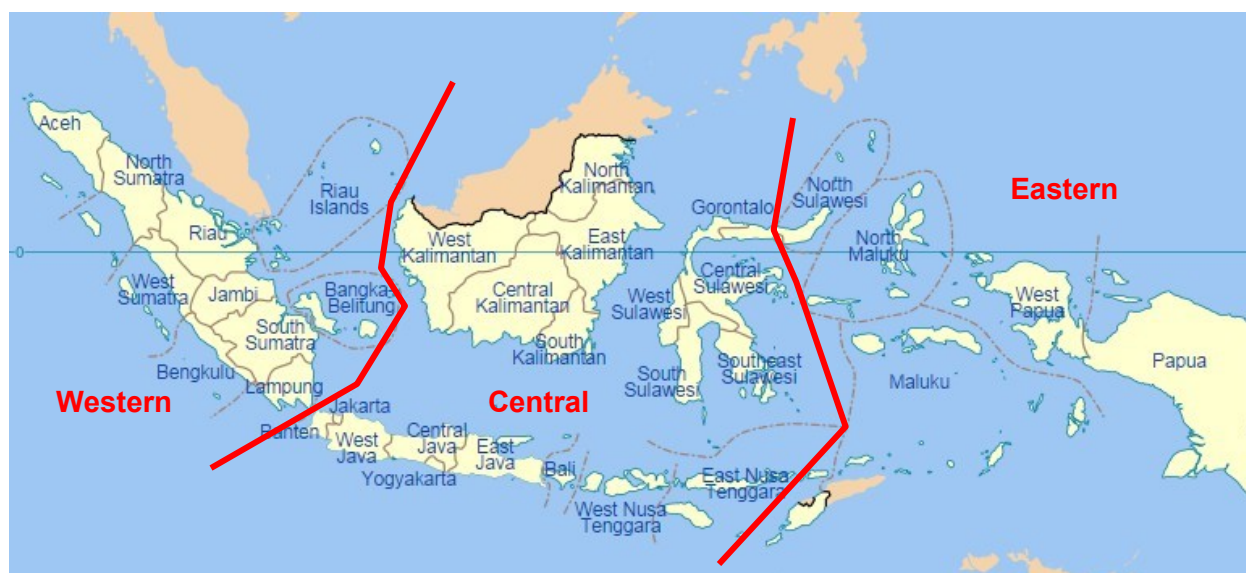 Aceh
North
Sumatra
Riau
Islands
Riau
0
West
Sumatra
Jambi
Bangka-
Belitung
South
Sumatra
Bengkulu
Lampung
Western
North
Kalimantan
West
Kalimantan
East
Kalimantan
Central
Kalimantan
South
Kalimantan
Gorontalo
North
Sulawesi
Central
Sulawesi
West
Sulawesi
South
Sulawesi
Southeast
Sulawesi
Central
Jakarta
Banten
West
Java
Central
Java
East
Java
Yogyakarta
Bali
West Nusa
Tenggara
East Nusa
Tenggara
Eastern
North
Maluku
Maluku
West
Papua
Papua